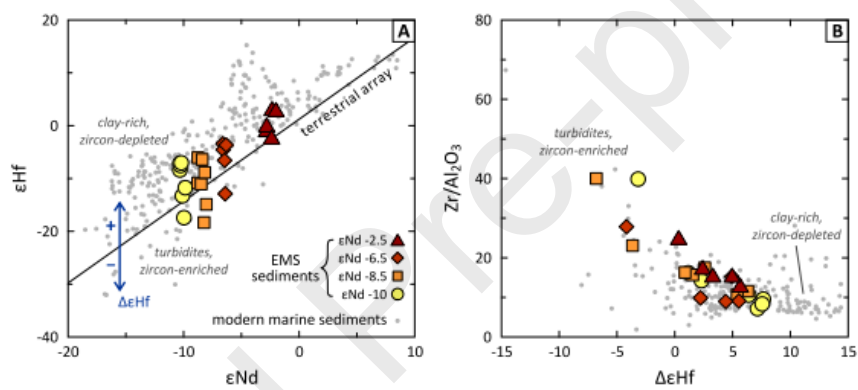 A
20
0
-20
-40
εHf
-20
-10
0
10
εNd
clay-rich,
zircon-depleted
terrestrial array
turbidites,
zircon-enriched
+
-
ΔεHf
EMS
sediments
εNd -2.5
εNd -6.5
εNd -8.5
εNd -10
modern marine sediments
B
80
60
40
20
0
Zr/Al₂O₃
-15
-10
-5
0
5
10
15
ΔεHf
turbidites,
zircon-enriched
clay-rich,
zircon-depleted
Pre-p